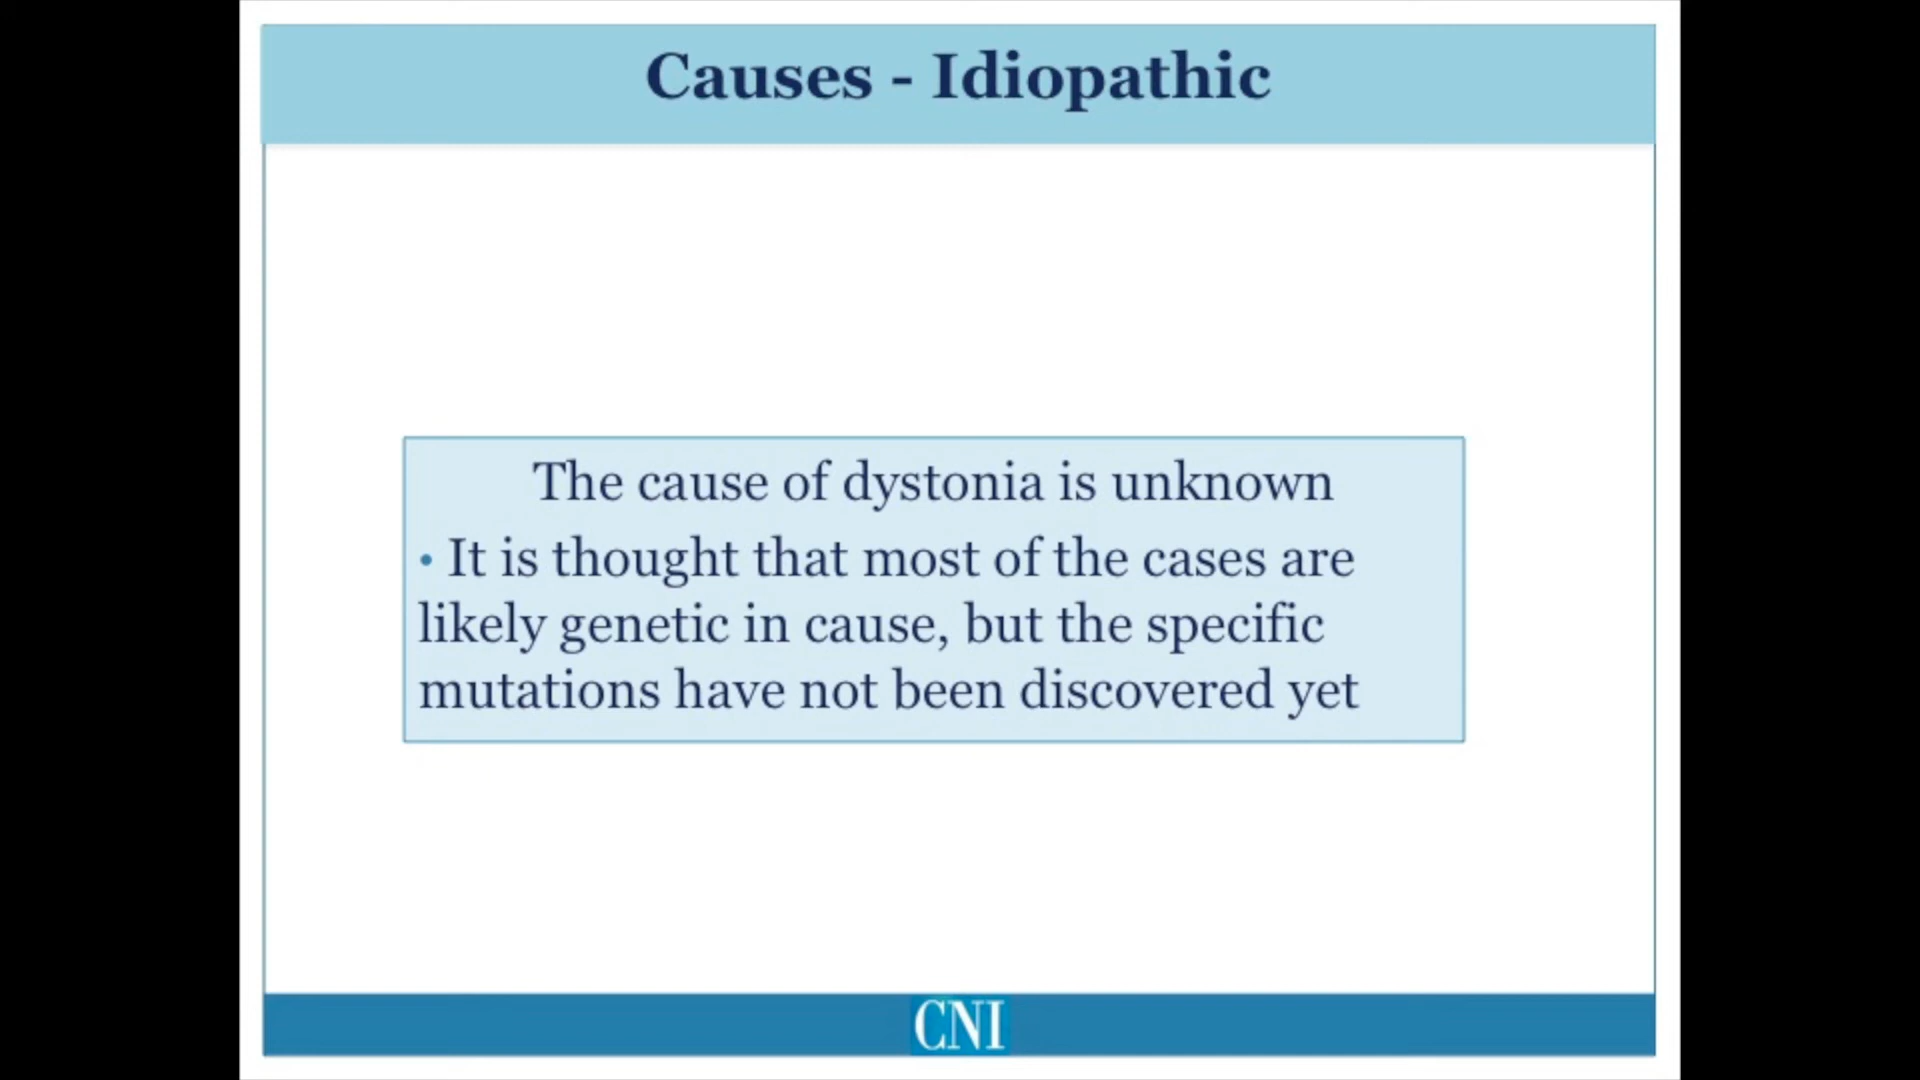 Causes - Idiopathic
The cause of dystonia is unknown
• It is thought that most of the cases are
likely genetic in cause, but the specific
mutations have not been discovered yet
CNI